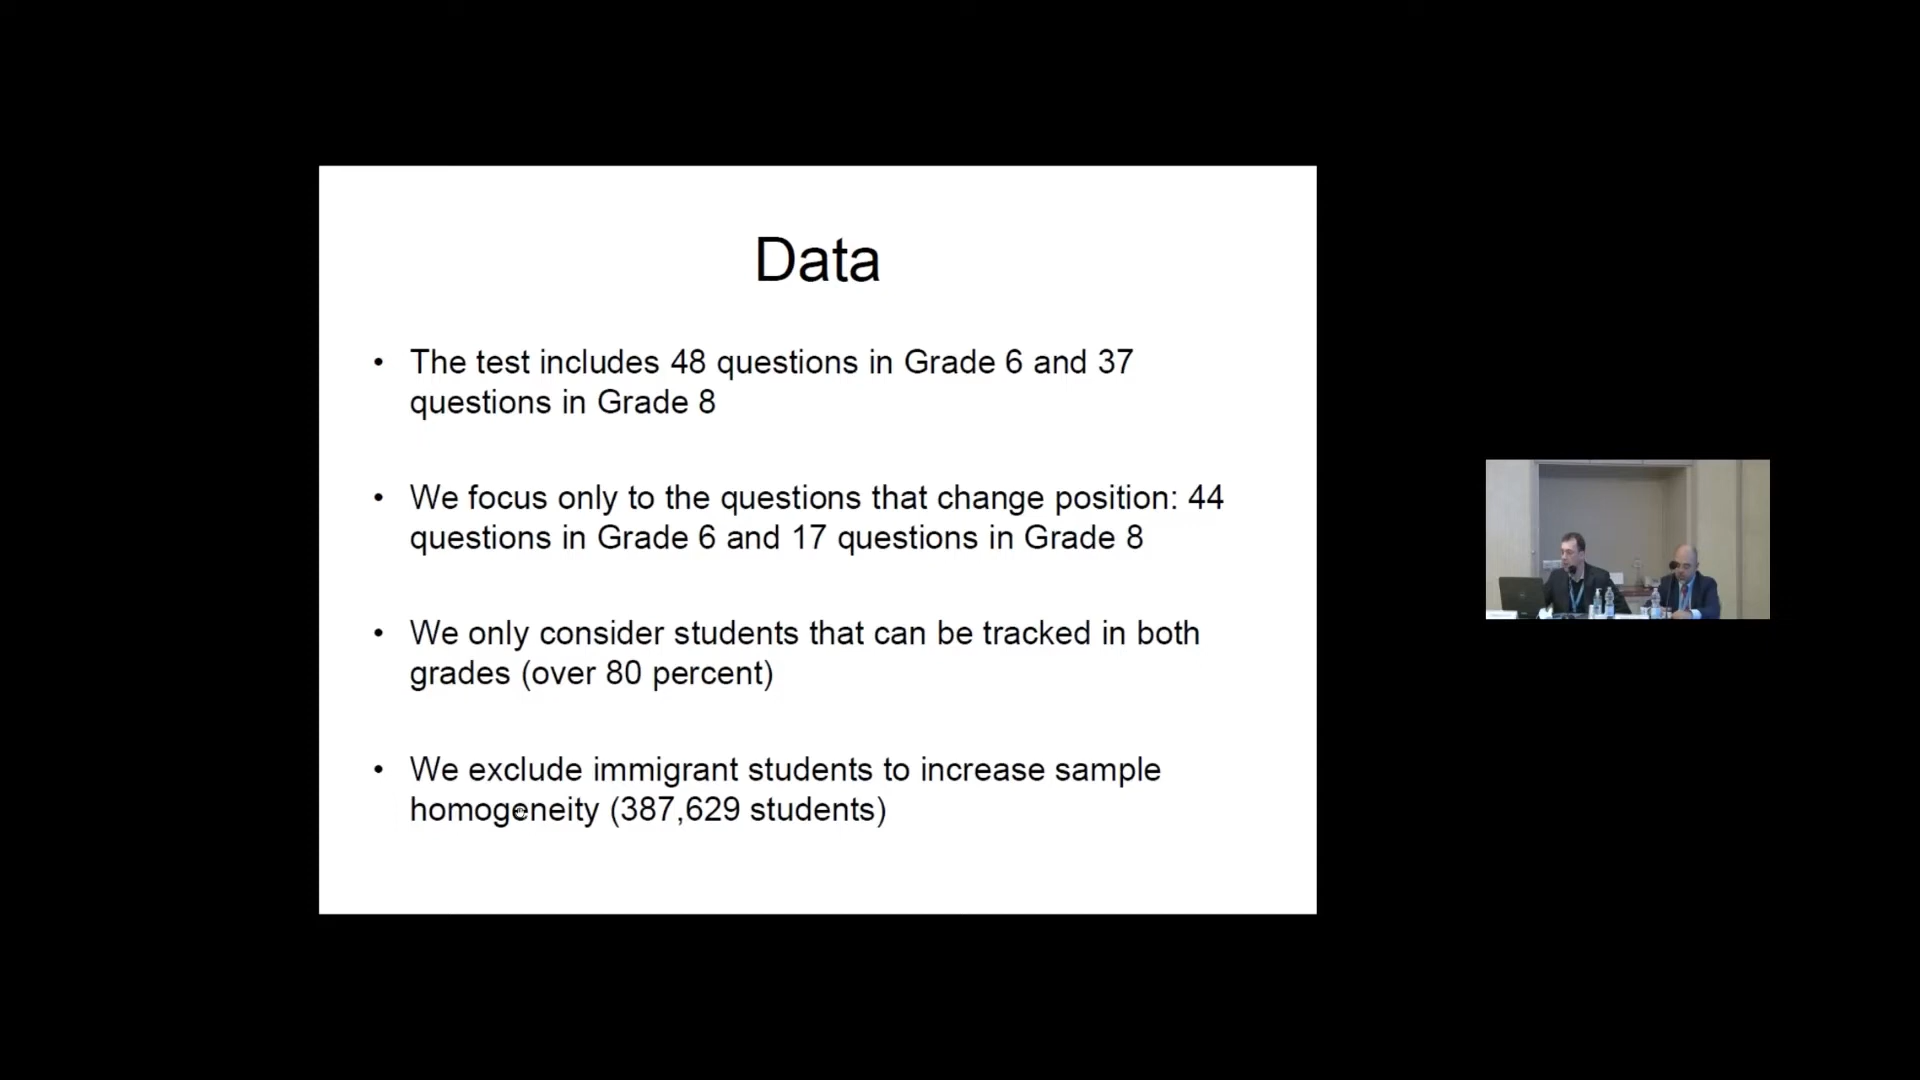 Data
• The test includes 48 questions in Grade 6 and 37
questions in Grade 8
• We focus only to the questions that change position: 44
questions in Grade 6 and 17 questions in Grade 8
• We only consider students that can be tracked in both
grades (over 80 percent)
• We exclude immigrant students to increase sample
homogeneity (387,629 students)